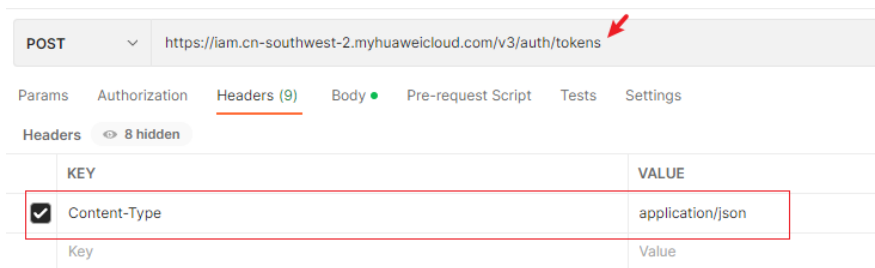 POST https://iam.cn-southwest-2.myhuaweicloud.com/v3/auth/tokens
Params Authorization Headers (9) Body Pre-request Script Tests Settings
Headers 8 hidden
KEY VALUE
Content-Type application/json
Key Value